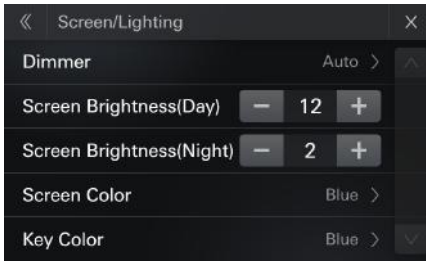 Screen/Lighting
Dimmer Auto
Screen Brightness(Day) 12
Screen Brightness(Night) 2
Screen Color Blue
Key Color Blue